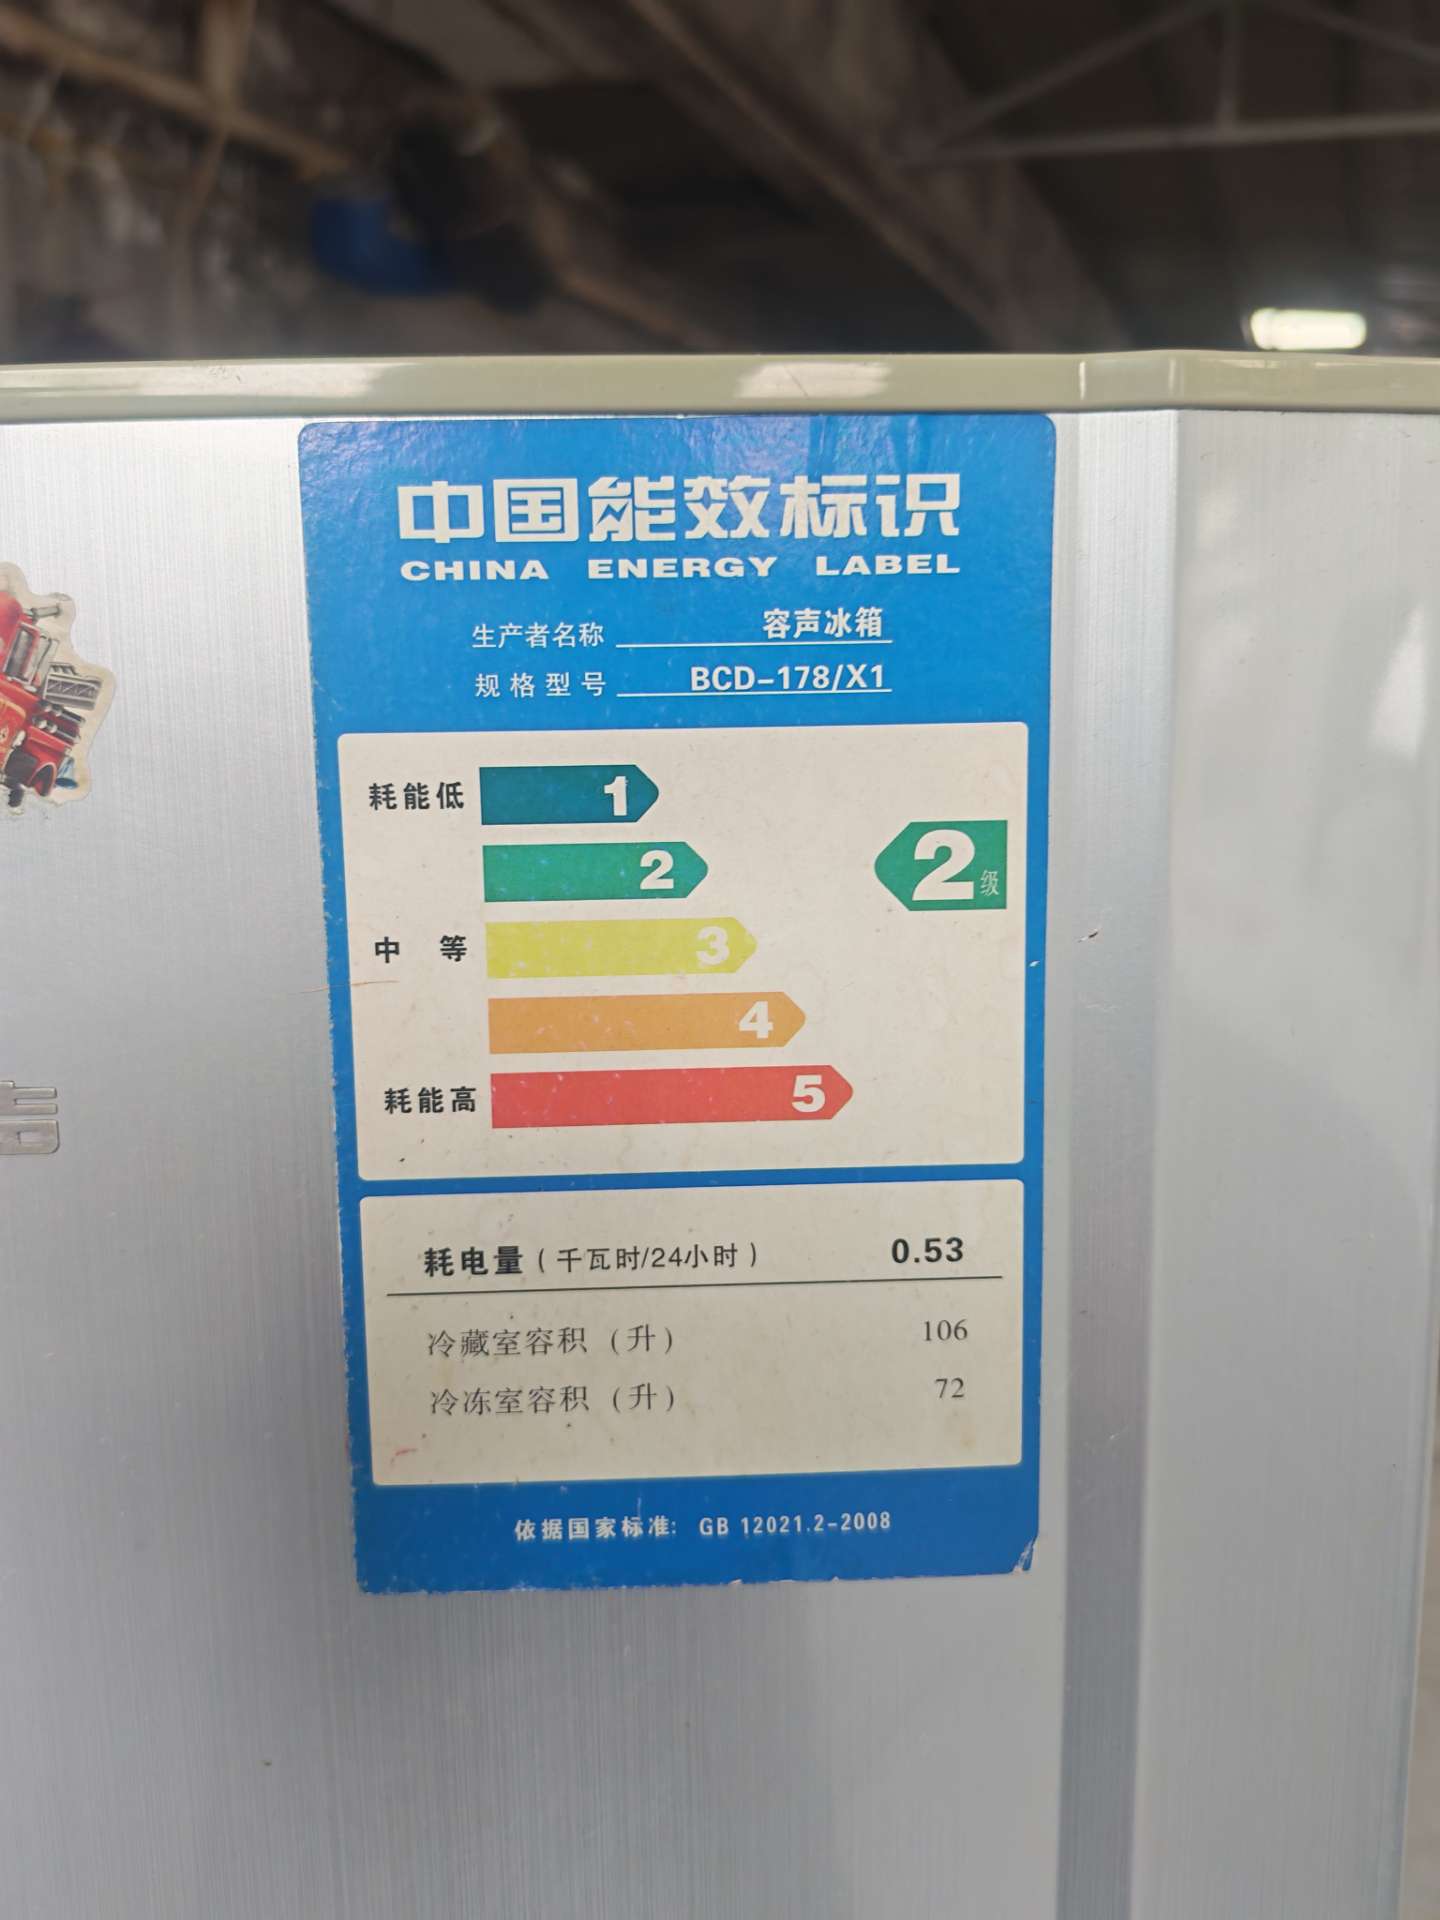 中国能效标识
CHINA ENERGY LABEL
生产者名称 容声冰箱
规格型号 BCD-178/X1
耗能低 1
2 2级
中等 3
4
耗能高 5
耗电量(千瓦时/24小时) 0.53
冷藏室容积(升) 106
冷冻室容积(升) 72
依据国家标准: GB 12021.2-2008